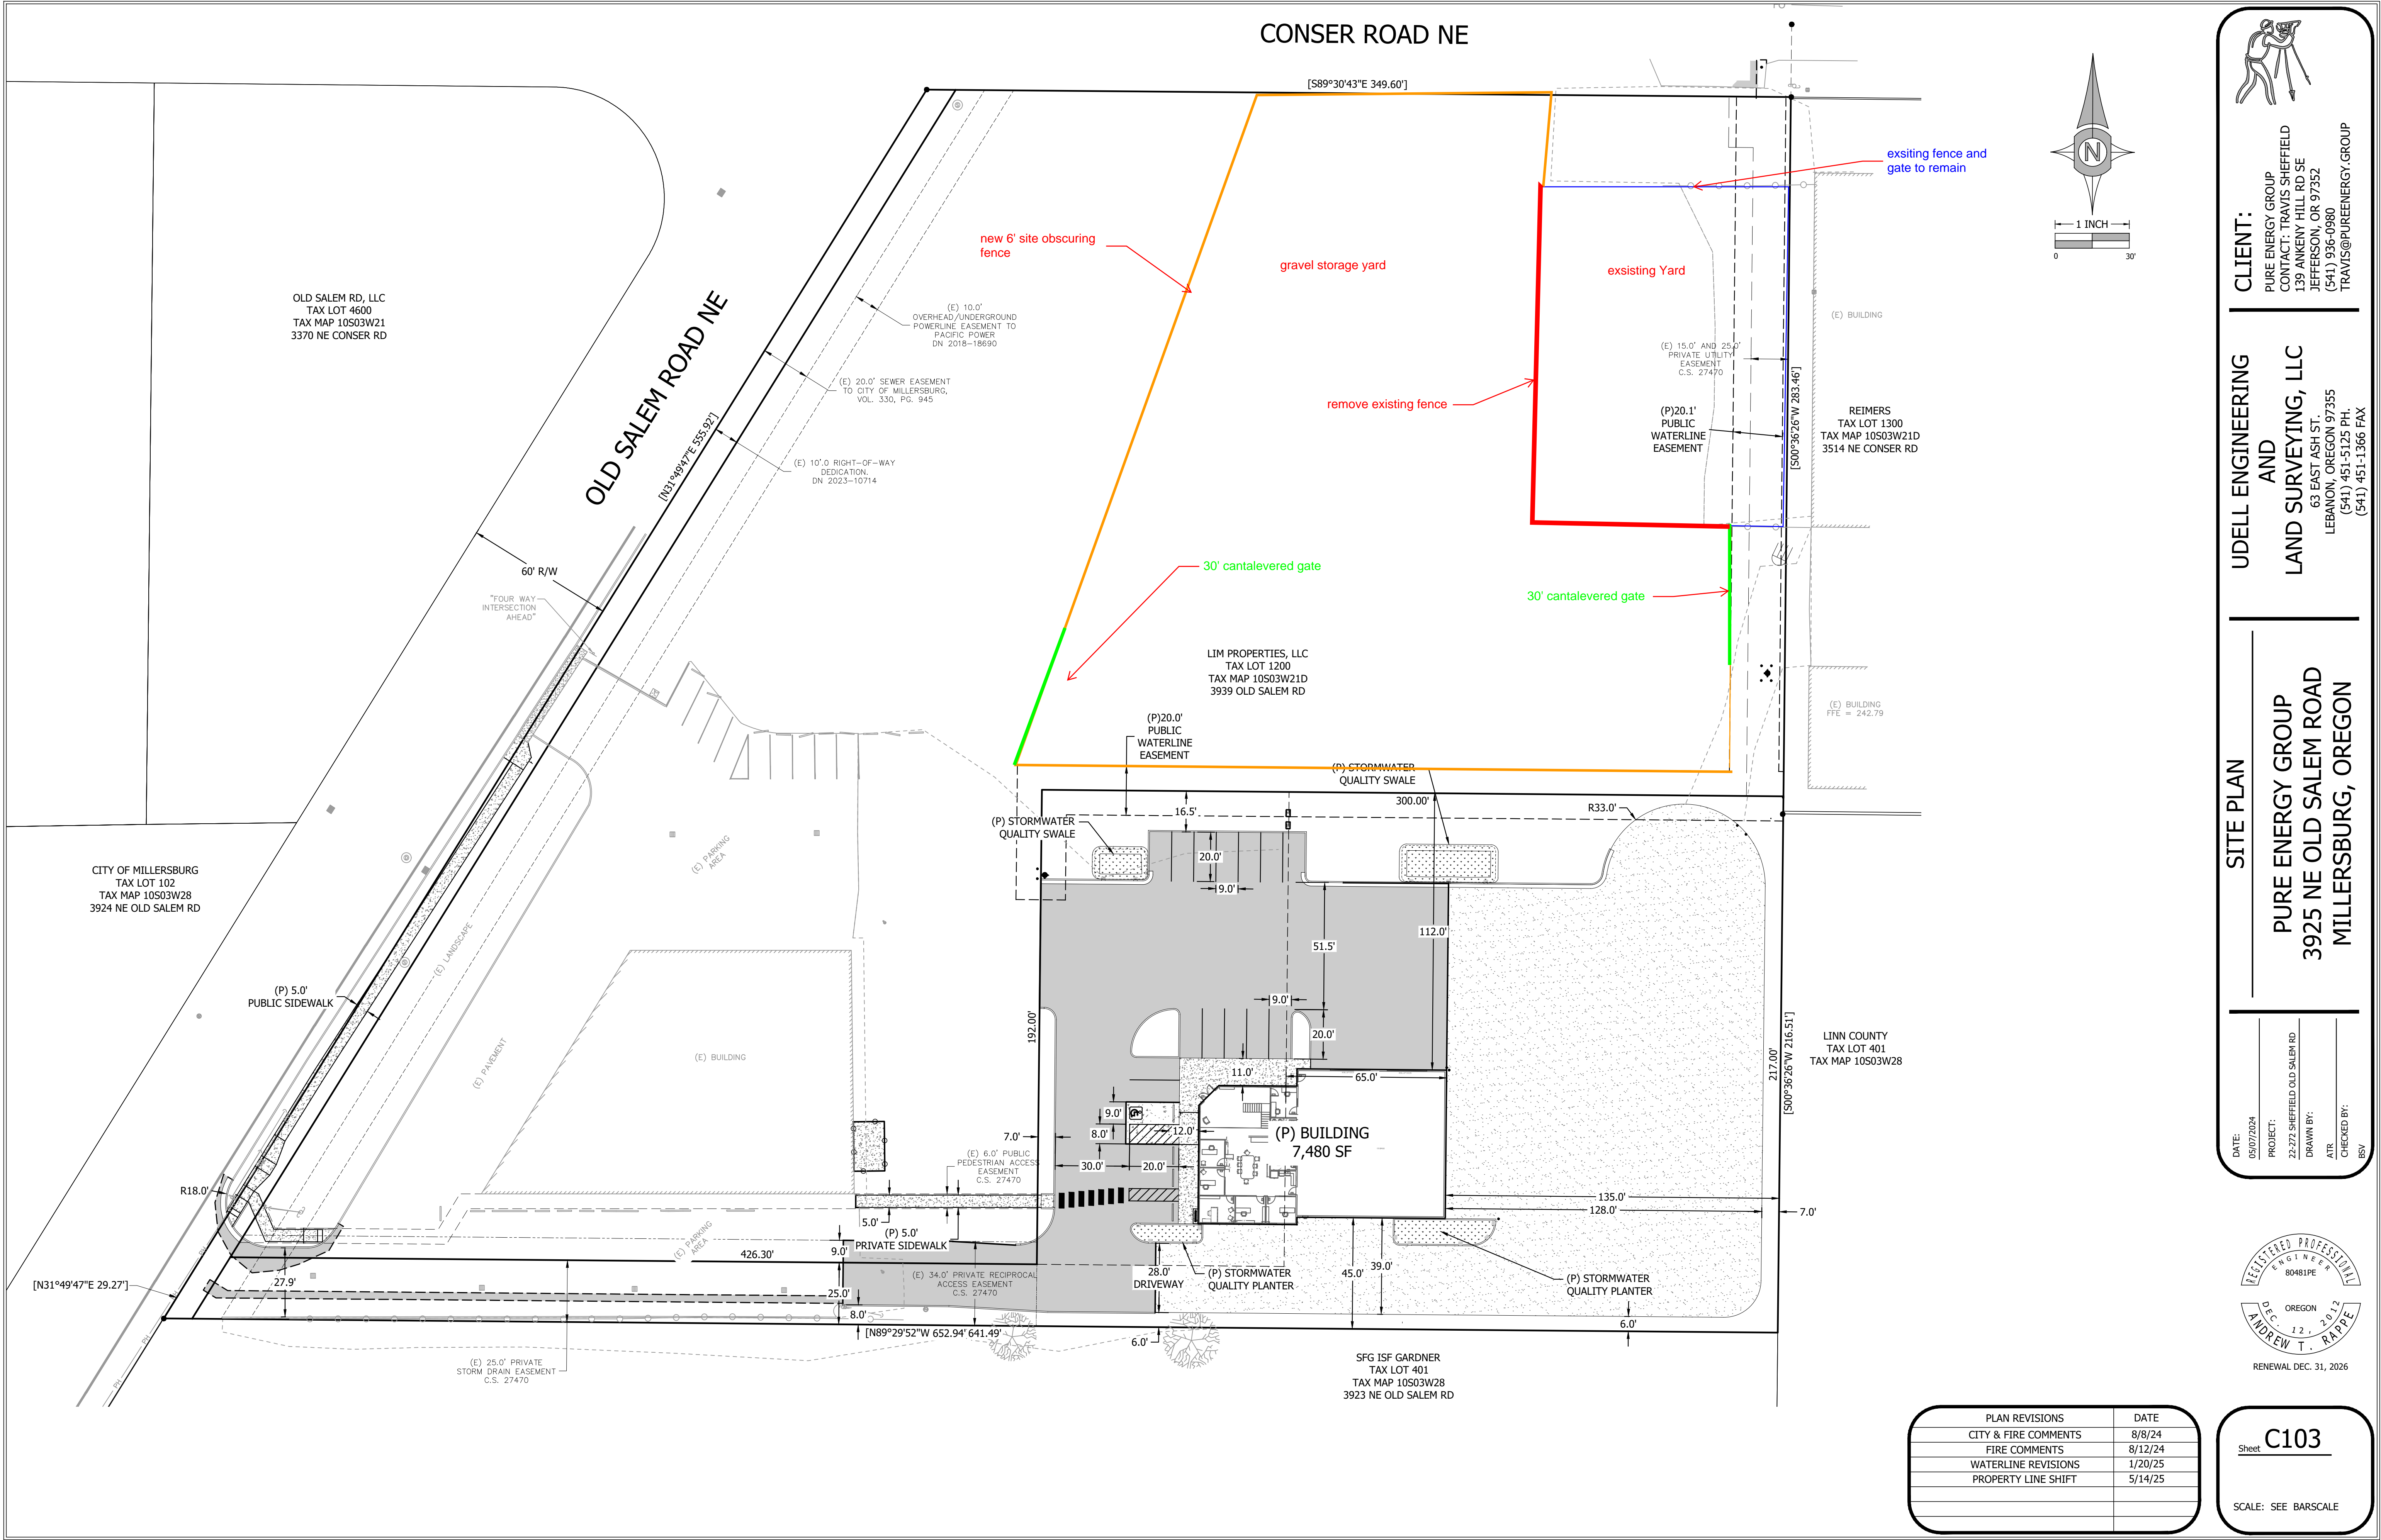 CONSER ROAD NE
[S89°30'43"E 349.60']
exsiting fence and
gate to remain
1 INCH
0
30'
N
new 6' site obscuring
fence
gravel storage yard
exsisting Yard
remove existing fence
30' cantalevered gate
30' cantalevered gate
OLD SALEM RD, LLC
TAX LOT 4600
TAX MAP 10S03W21
3370 NE CONSER RD
OLD SALEM ROAD NE
[N31°49'47"E 555.92']
(E) 10.0'
OVERHEAD/UNDERGROUND
POWERLINE EASEMENT TO
PACIFIC POWER
DN 2018-18690
(E) 20.0' SEWER EASEMENT
TO CITY OF MILLERSBURG,
VOL. 330, PG. 945
(E) 10'.0 RIGHT-OF-WAY
DEDICATION.
DN 2023-10714
60' R/W
"FOUR WAY
INTERSECTION
AHEAD"
(E) BUILDING
(E) 15.0' AND 25.0'
PRIVATE UTILITY
EASEMENT
C.S. 27470
(P)20.1'
PUBLIC
WATERLINE
EASEMENT
[S00°36'26"W 283.46']
REIMERS
TAX LOT 1300
TAX MAP 10S03W21D
3514 NE CONSER RD
(E) BUILDING
FFE = 242.79
LIM PROPERTIES, LLC
TAX LOT 1200
TAX MAP 10S03W21D
3939 OLD SALEM RD
(P)20.0'
PUBLIC
WATERLINE
EASEMENT
(P) STORMWATER
QUALITY SWALE
(P) STORMWATER
QUALITY SWALE
300.00'
R33.0'
16.5'
20.0'
9.0'
51.5'
112.0'
9.0'
20.0'
11.0'
65.0'
192.00'
217.00'
[S00°36'26"W 216.51']
LINN COUNTY
TAX LOT 401
TAX MAP 10S03W28
CITY OF MILLERSBURG
TAX LOT 102
TAX MAP 10S03W28
3924 NE OLD SALEM RD
(E) PARKING
AREA
(E) LANDSCAPE
(E) PAVEMENT
(P) 5.0'
PUBLIC SIDEWALK
(E) BUILDING
9.0'
8.0'
12.0'
7.0'
30.0'
20.0'
(P) BUILDING
7,480 SF
(E) 6.0' PUBLIC
PEDESTRIAN ACCESS
EASEMENT
C.S. 27470
R18.0'
135.0'
128.0'
7.0'
5.0'
(P) 5.0'
PRIVATE SIDEWALK
(E) PARKING
AREA
426.30'
9.0'
25.0'
8.0'
(E) 34.0' PRIVATE RECIPROCAL
ACCESS EASEMENT
C.S. 27470
28.0'
DRIVEWAY
(P) STORMWATER
QUALITY PLANTER
45.0'
39.0'
(P) STORMWATER
QUALITY PLANTER
6.0'
6.0'
27.9'
[N31°49'47"E 29.27']
[N89°29'52"W 652.94' 641.49'
PH
PH
PH
(E) 25.0' PRIVATE
STORM DRAIN EASEMENT
C.S. 27470
SFG ISF GARDNER
TAX LOT 401
TAX MAP 10S03W28
3923 NE OLD SALEM RD
CLIENT:
PURE ENERGY GROUP
CONTACT: TRAVIS SHEFFIELD
139 ANKENY HILL RD SE
JEFFERSON, OR 97352
(541) 936-0980
TRAVIS@PUREENERGY.GROUP
UDELL ENGINEERING
AND
LAND SURVEYING, LLC
63 EAST ASH ST.
LEBANON, OREGON 97355
(541) 451-5125 PH.
(541) 451-1366 FAX
SITE PLAN
PURE ENERGY GROUP
3925 NE OLD SALEM ROAD
MILLERSBURG, OREGON
DATE:
05/07/2024
PROJECT:
22-272 SHEFFIELD OLD SALEM RD
DRAWN BY:
ATR
CHECKED BY:
BSV
REGISTERED PROFESSIONAL
ENGINEER
80481PE
OREGON
DEC. 12, 2012
ANDREW T. RAPPE
RENEWAL DEC. 31, 2026
PLAN REVISIONS DATE
CITY & FIRE COMMENTS 8/8/24
FIRE COMMENTS 8/12/24
WATERLINE REVISIONS 1/20/25
PROPERTY LINE SHIFT 5/14/25
Sheet C103
SCALE: SEE BARSCALE